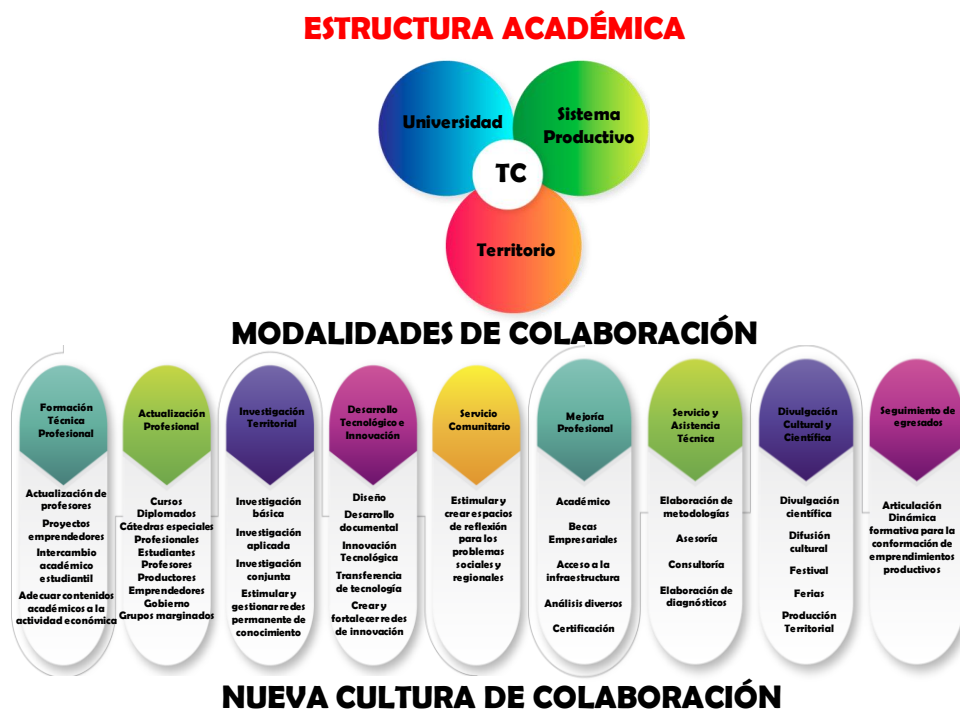 ESTRUCTURA ACADÉMICA
Universidad
Sistema
Productivo
TC
Territorio
MODALIDADES DE COLABORACIÓN
Formación
Técnica
Profesional
Actualización de
profesores
Proyectos
emprendedores
Intercambio
académico
estudiantil
Adecuar contenidos
académicos a la
actividad económica
Actualización
Profesional
Cursos
Diplomados
Cátedras especiales
Profesionales
Estudiantes
Profesores
Productores
Emprendedores
Gobierno
Grupos marginados
Investigación
Territorial
Investigación
básica
Investigación
aplicada
Investigación
conjunta
Estimular y
gestionar redes
permanente de
conocimiento
Desarrollo
Tecnológico e
Innovación
Diseño
Desarrollo
documental
Innovación
Tecnológica
Transferencia
de tecnología
Crear y
fortalecer redes
de innovación
Servicio
Comunitario
Estimular y
crear espacios
de reflexión
para los
problemas
sociales y
regionales
Mejoría
Profesional
Académico
Becas
Empresariales
Acceso a la
infraestructura
Análisis diversos
Certificación
Servicio y
Asistencia
Técnica
Elaboración de
metodologías
Asesoría
Consultoría
Elaboración de
diagnósticos
Divulgación
Cultural y
Científica
Divulgación
científica
Difusión
cultural
Festival
Ferias
Producción
Territorial
Seguimiento de
egresados
Articulación
Dinámica
formativa para la
conformación de
emprendimientos
productivos
NUEVA CULTURA DE COLABORACIÓN